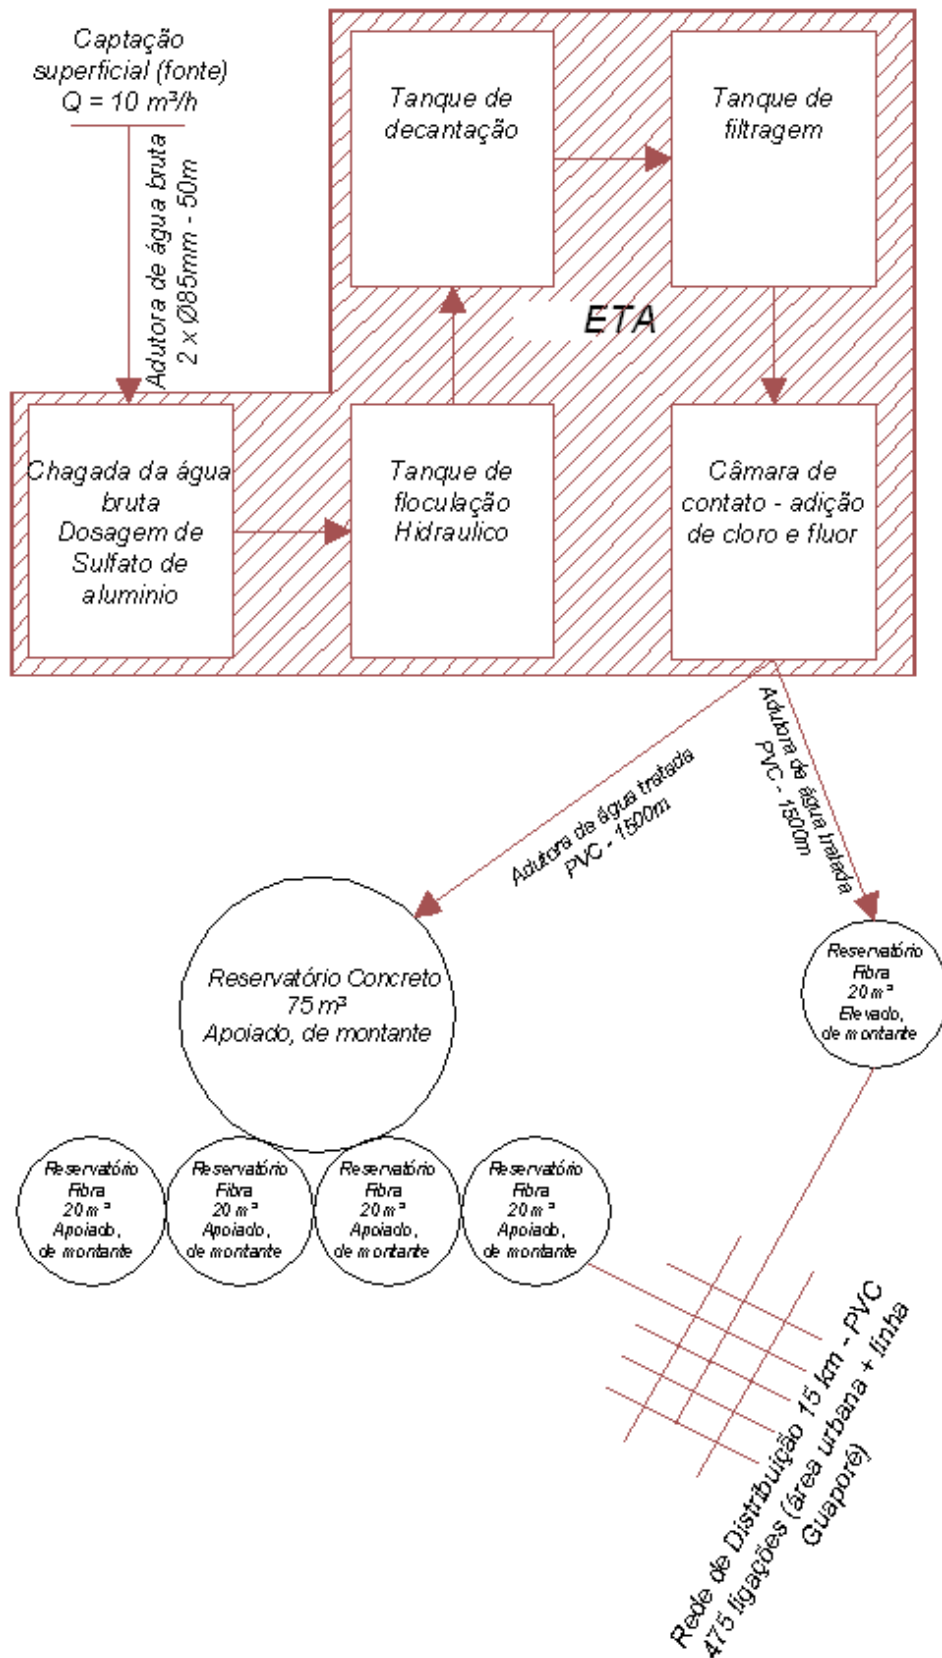 Captação
superficial (fonte)
Q = 10 m³/h
Adutora de água bruta
2 x Ø85mm - 50m
Tanque de
decantação
Tanque de
filtragem
ETA
Chagada da água
bruta
Dosagem de
Sulfato de
aluminio
Tanque de
floculação
Hidraulico
Câmara de
contato - adição
de cloro e fluor
Adutora de água tratada
PVC - 1500m
Adutora de água tratada
PVC - 1500m
Reservatório Concreto
75 m³
Apoiado, de montante
Reservatório
Fibra
20 m³
Elevado,
de montante
Reservatório
Fibra
20 m³
Apoiado,
de montante
Reservatório
Fibra
20 m³
Apoiado,
de montante
Reservatório
Fibra
20 m³
Apoiado,
de montante
Reservatório
Fibra
20 m³
Apoiado,
de montante
Rede de Distribuição 15 km - PVC
475 ligações (área urbana + linha
Guaporé)